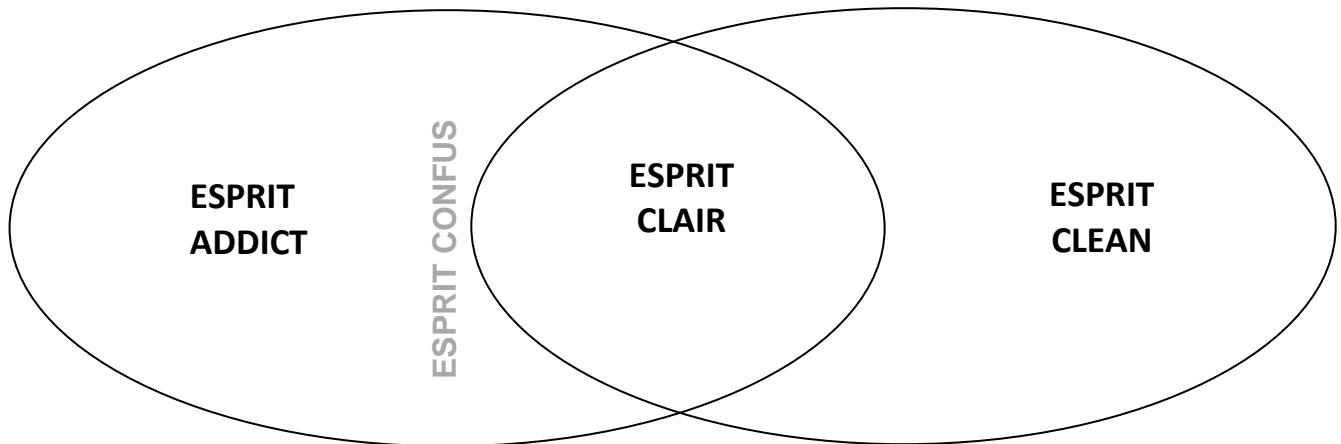 ESPRIT
ADDICT
ESPRIT CONFUS
ESPRIT
CLAIR
ESPRIT
CLEAN